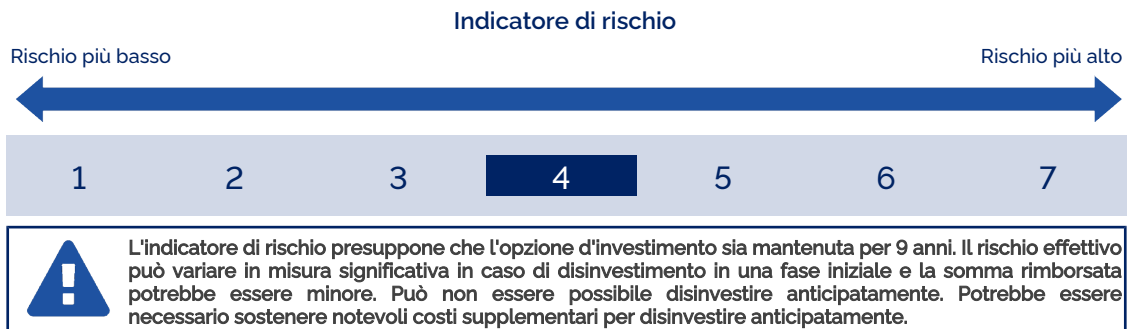 Indicatore di rischio
Rischio più basso
Rischio più alto
1 2 3 4 5 6 7
L'indicatore di rischio presuppone che l'opzione d'investimento sia mantenuta per 9 anni. Il rischio effettivo
può variare in misura significativa in caso di disinvestimento in una fase iniziale e la somma rimborsata
potrebbe essere minore. Può non essere possibile disinvestire anticipatamente. Potrebbe essere
necessario sostenere notevoli costi supplementari per disinvestire anticipatamente.